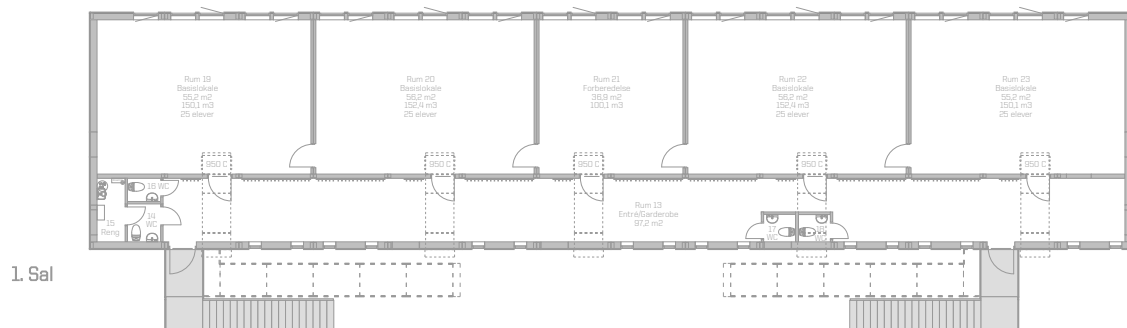 Rum 19
Basislokale
55,2 m2
150,1 m3
25 elever
Rum 20
Basislokale
56,2 m2
152,4 m3
25 elever
Rum 21
Forberedelse
36,9 m2
100,1 m3
Rum 22
Basislokale
56,2 m2
152,4 m3
25 elever
Rum 23
Basislokale
55,2 m2
150,1 m3
25 elever
950 C
950 C
950 C
950 C
950 C
16 WC
14
WC
15
Reng
Rum 13
Entré/Garderobe
97,2 m2
17
WC
18
WC
1. Sal